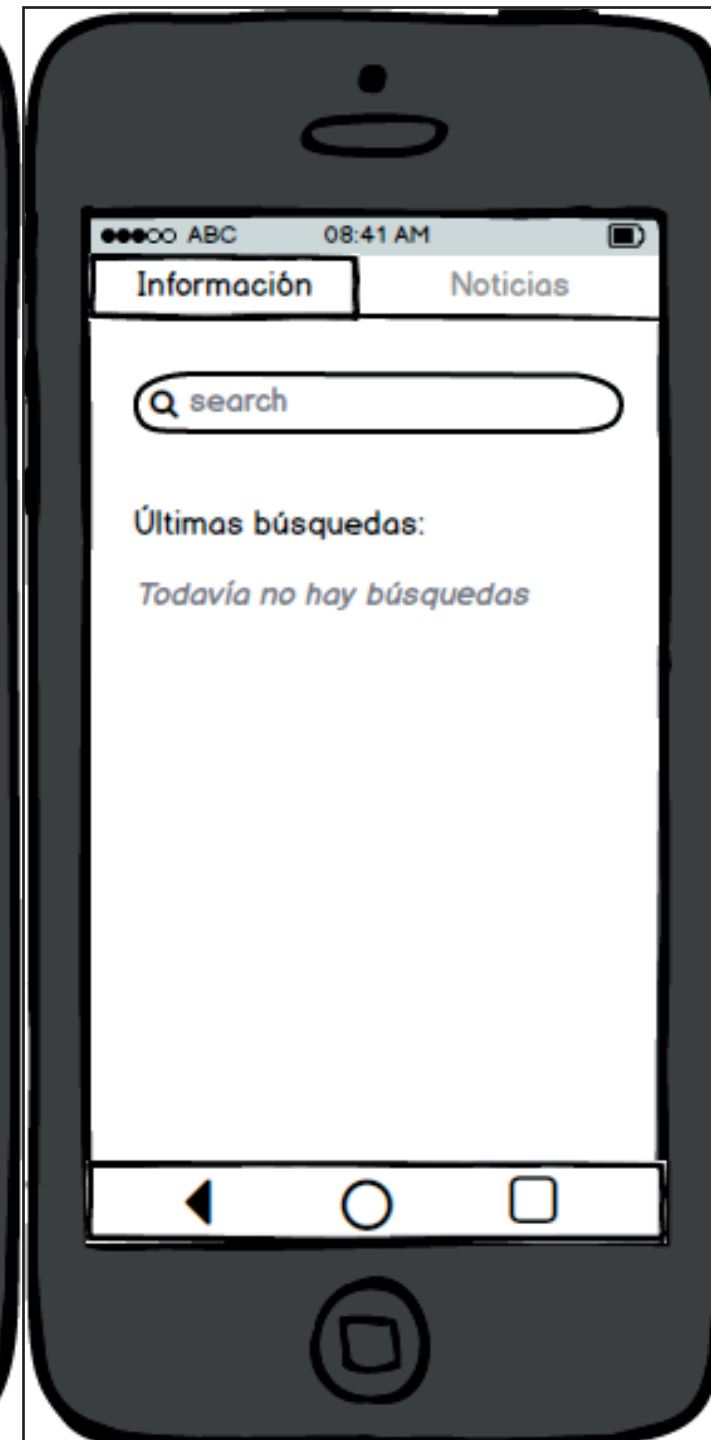 ABC 08:41 AM
Información Noticias
search
Últimas búsquedas:
Todavía no hay búsquedas